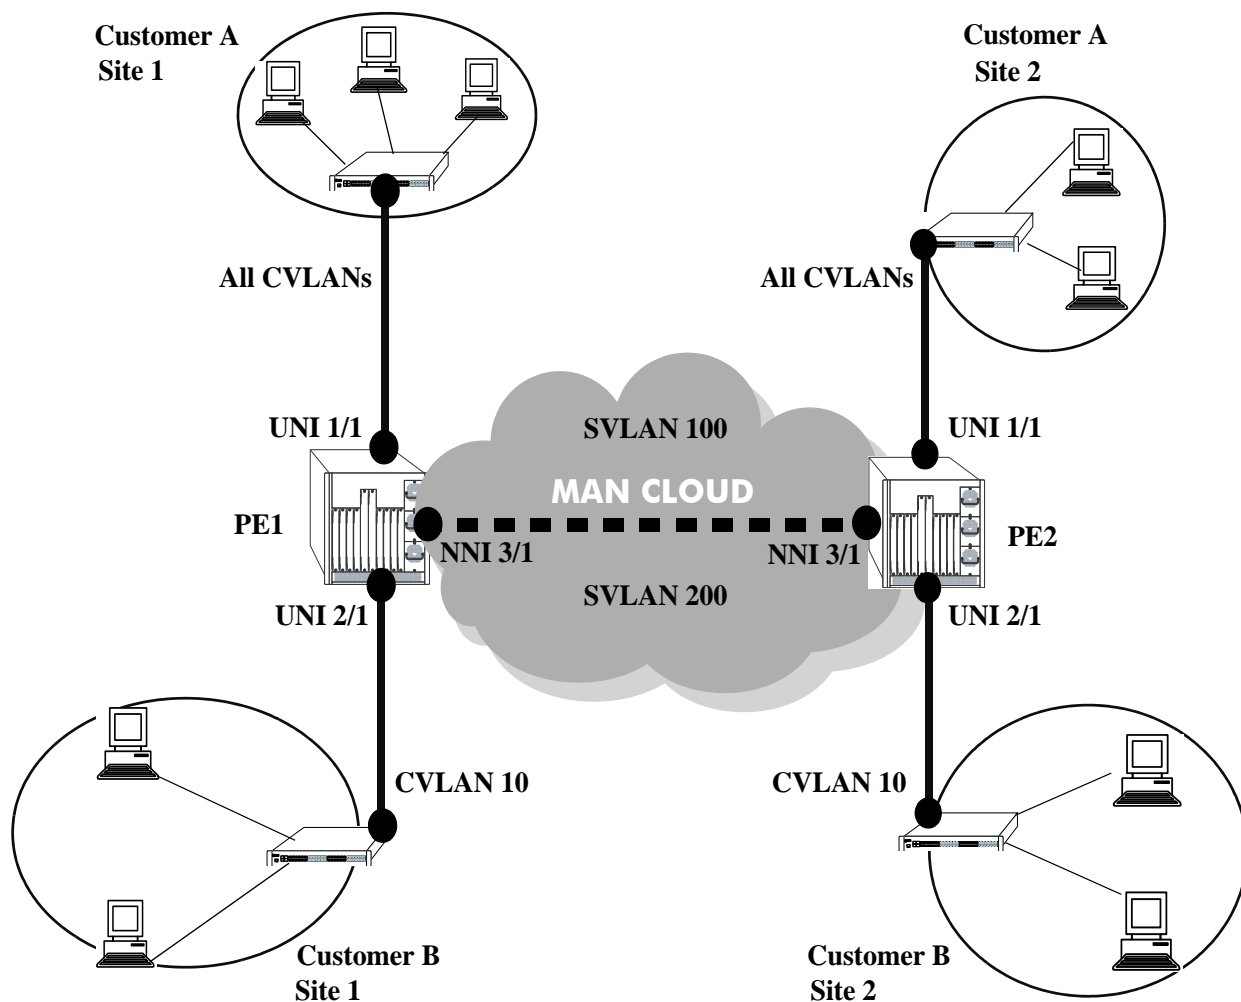 Customer A
Site 1
Customer A
Site 2
All CVLANs
All CVLANs
UNI 1/1
SVLAN 100
UNI 1/1
MAN CLOUD
PE1
NNI 3/1
NNI 3/1
PE2
UNI 2/1
SVLAN 200
UNI 2/1
CVLAN 10
CVLAN 10
Customer B
Site 1
Customer B
Site 2